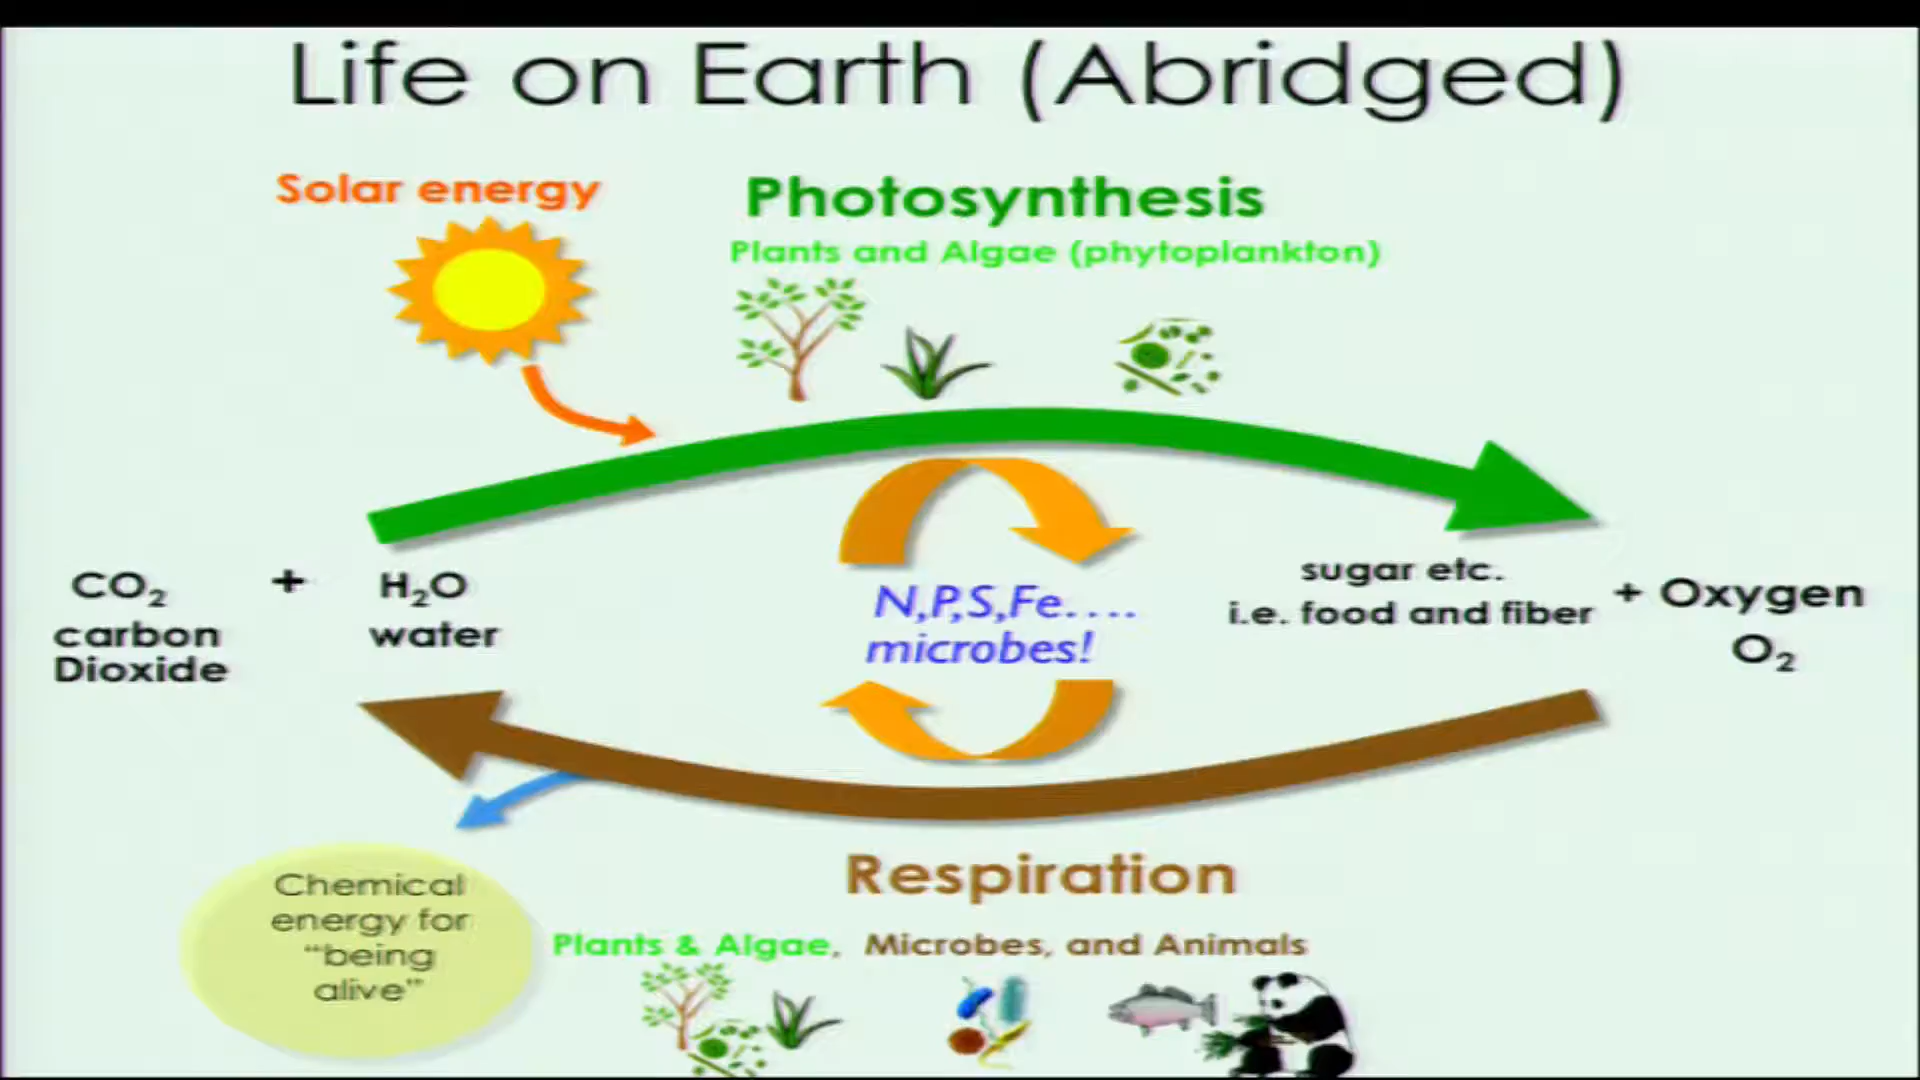 Life on Earth (Abridged)
Solar energy
Photosynthesis
Plants and Algae (phytoplankton)
CO₂ + H₂O
carbon water
Dioxide
N,P,S,Fe....
microbes!
sugar etc.
i.e. food and fiber
+ Oxygen
O₂
Respiration
Chemical
energy for
“being
alive”
Plants & Algae, Microbes, and Animals